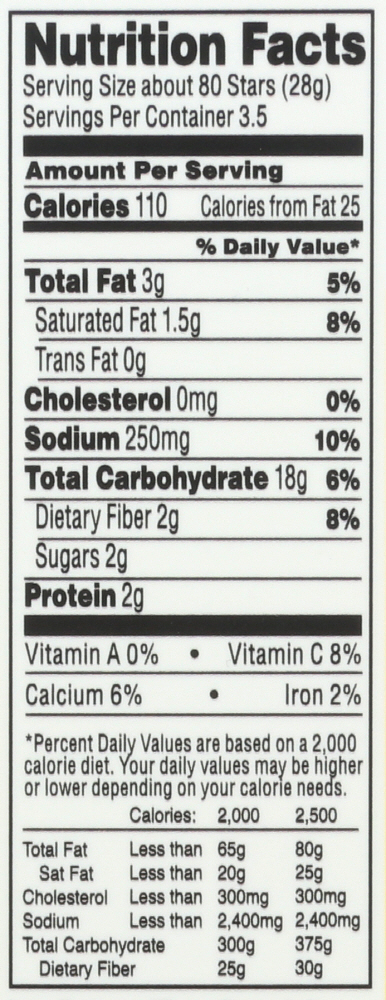 Nutrition Facts
Serving Size about 80 Stars (28g)
Servings Per Container 3.5
Amount Per Serving
Calories 110 Calories from Fat 25
% Daily Value*
Total Fat 3g 5%
Saturated Fat 1.5g 8%
Trans Fat 0g
Cholesterol 0mg 0%
Sodium 250mg 10%
Total Carbohydrate 18g 6%
Dietary Fiber 2g 8%
Sugars 2g
Protein 2g
Vitamin A 0% • Vitamin C 8%
Calcium 6% • Iron 2%
*Percent Daily Values are based on a 2,000
calorie diet. Your daily values may be higher
or lower depending on your calorie needs.
Calories: 2,000 2,500
Total Fat Less than 65g 80g
Sat Fat Less than 20g 25g
Cholesterol Less than 300mg 300mg
Sodium Less than 2,400mg 2,400mg
Total Carbohydrate 300g 375g
Dietary Fiber 25g 30g